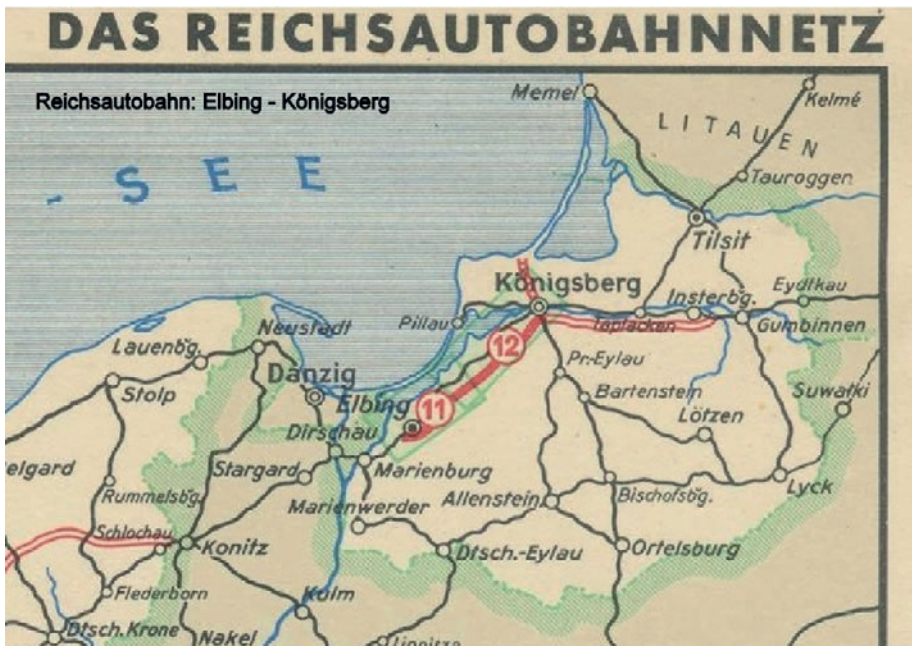 DAS REICHSAUTOBAHNNETZ
Reichsautobahn: Elbing - Königsberg
Memel
Kelmé
LITAUEN
- SEE
Tauroggen
Tilsit
Königsberg
Insterbg.
Eydtkau
Pillau
Taplacken
Gumbinnen
Neustadt
Lauenbg.
12
Pr.-Eylau
Danzig
Stolp
Bartenstein
Suwałki
Elbing
11
Lötzen
Dirschau
elgard
Stargard
Marienburg
Lyck
Rummelsbg.
Marienwerder
Allenstein
Bischofsbg.
Schlochau
Konitz
Dtsch.-Eylau
Ortelsburg
Flederborn
Kulm
Dtsch. Krone
Nakel